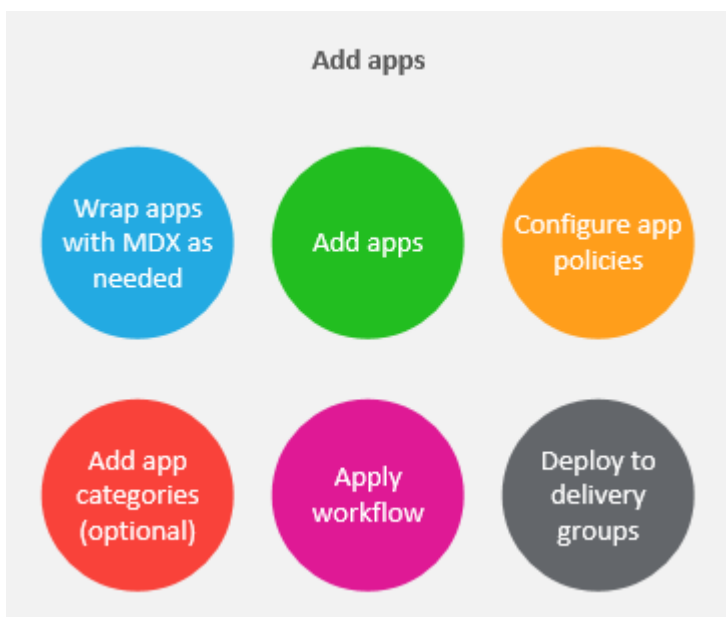 Add apps
Wrap apps
with MDX as
needed
Add apps
Configure app
policies
Add app
categories
(optional)
Apply
workflow
Deploy to
delivery
groups